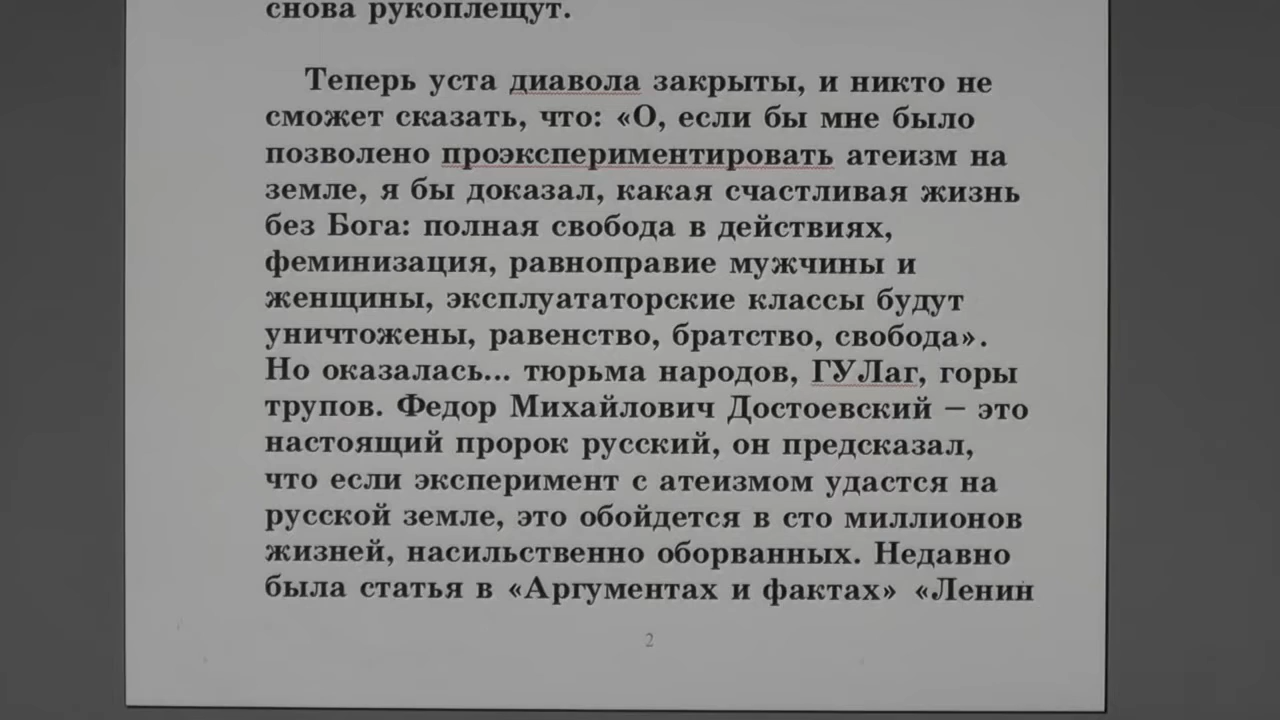 снова рукоплещут.
Теперь уста диавола закрыты, и никто не
сможет сказать, что: «О, если бы мне было
позволено проэкспериментировать атеизм на
земле, я бы доказал, какая счастливая жизнь
без Бога: полная свобода в действиях,
феминизация, равноправие мужчины и
женщины, эксплуататорские классы будут
уничтожены, равенство, братство, свобода».
Но оказалась... тюрьма народов, ГУЛаг, горы
трупов. Федор Михайлович Достоевский – это
настоящий пророк русский, он предсказал,
что если эксперимент с атеизмом удастся на
русской земле, это обойдется в сто миллионов
жизней, насильственно оборванных. Недавно
была статья в «Аргументах и фактах» «Ленин
2